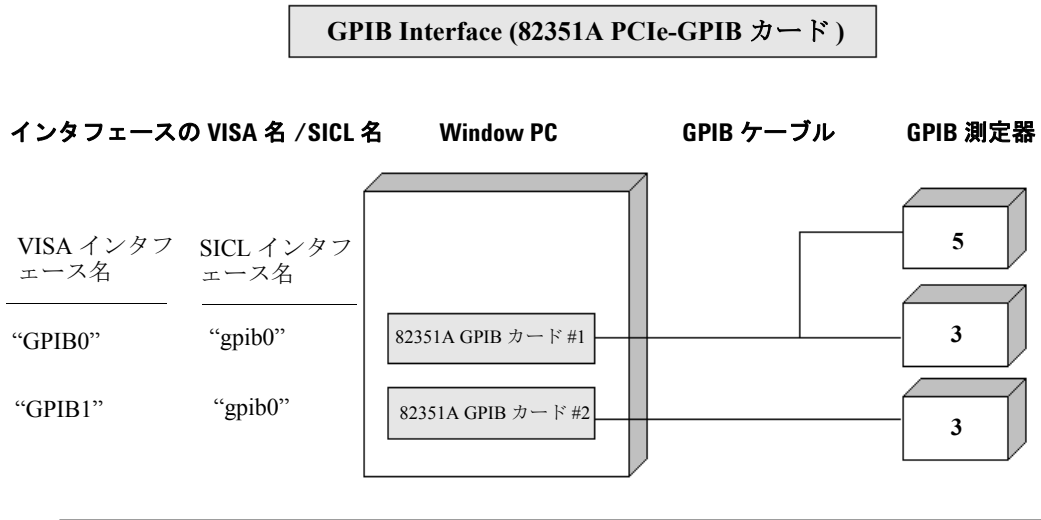 GPIB Interface (82351A PCIe-GPIB カード )
インタフェースの VISA 名 /SICL 名
Window PC
GPIB ケーブル
GPIB 測定器
VISA インタフ
ェース名
SICL インタフ
ェース名
“GPIB0”
“gpib0”
“GPIB1”
“gpib0”
82351A GPIB カード #1
82351A GPIB カード #2
5
3
3